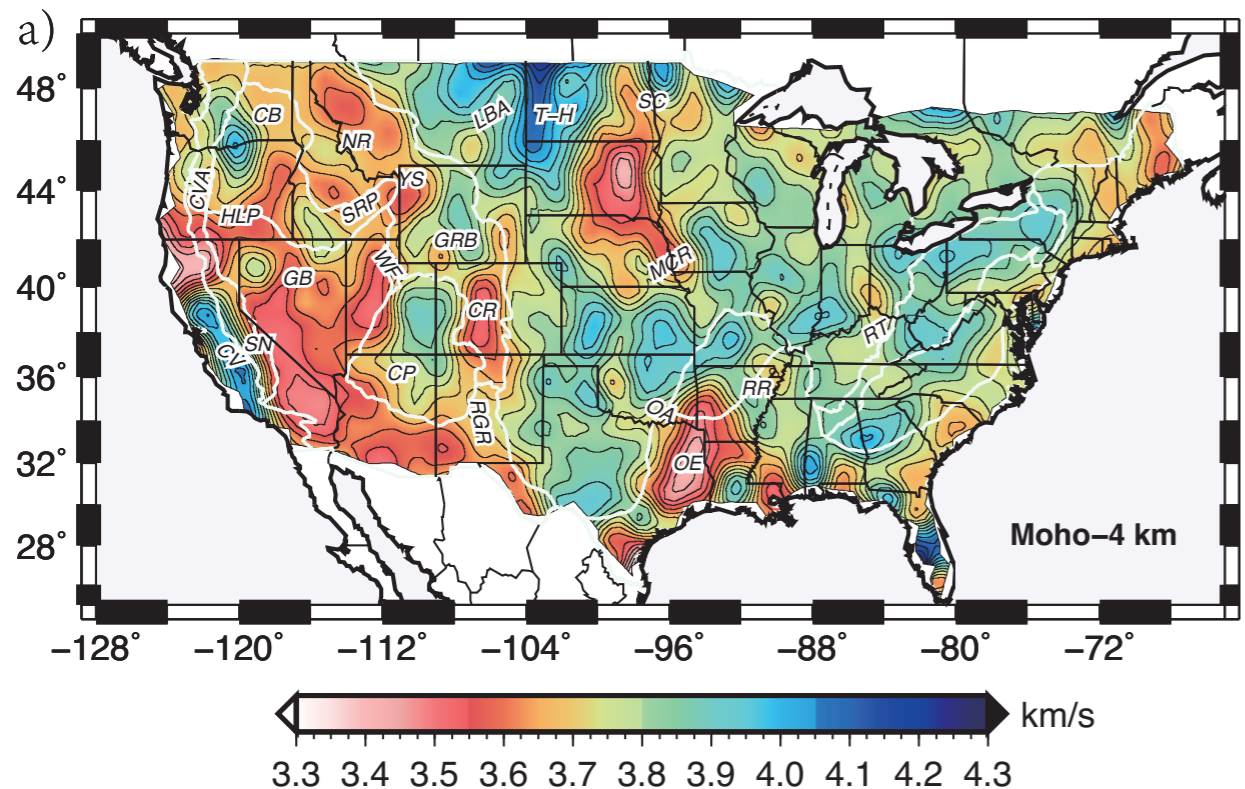 a)
48°
44°
40°
36°
32°
28°
CB
NR
LBA
T–H
SC
CVA
HLP
SRP
YS
GRB
GB
WF
MCR
CR
SN
CV
CP
RT
RGR
OA
RR
OE
Moho–4 km
−128° −120° −112° −104° −96° −88° −80° −72°
km/s
3.3 3.4 3.5 3.6 3.7 3.8 3.9 4.0 4.1 4.2 4.3